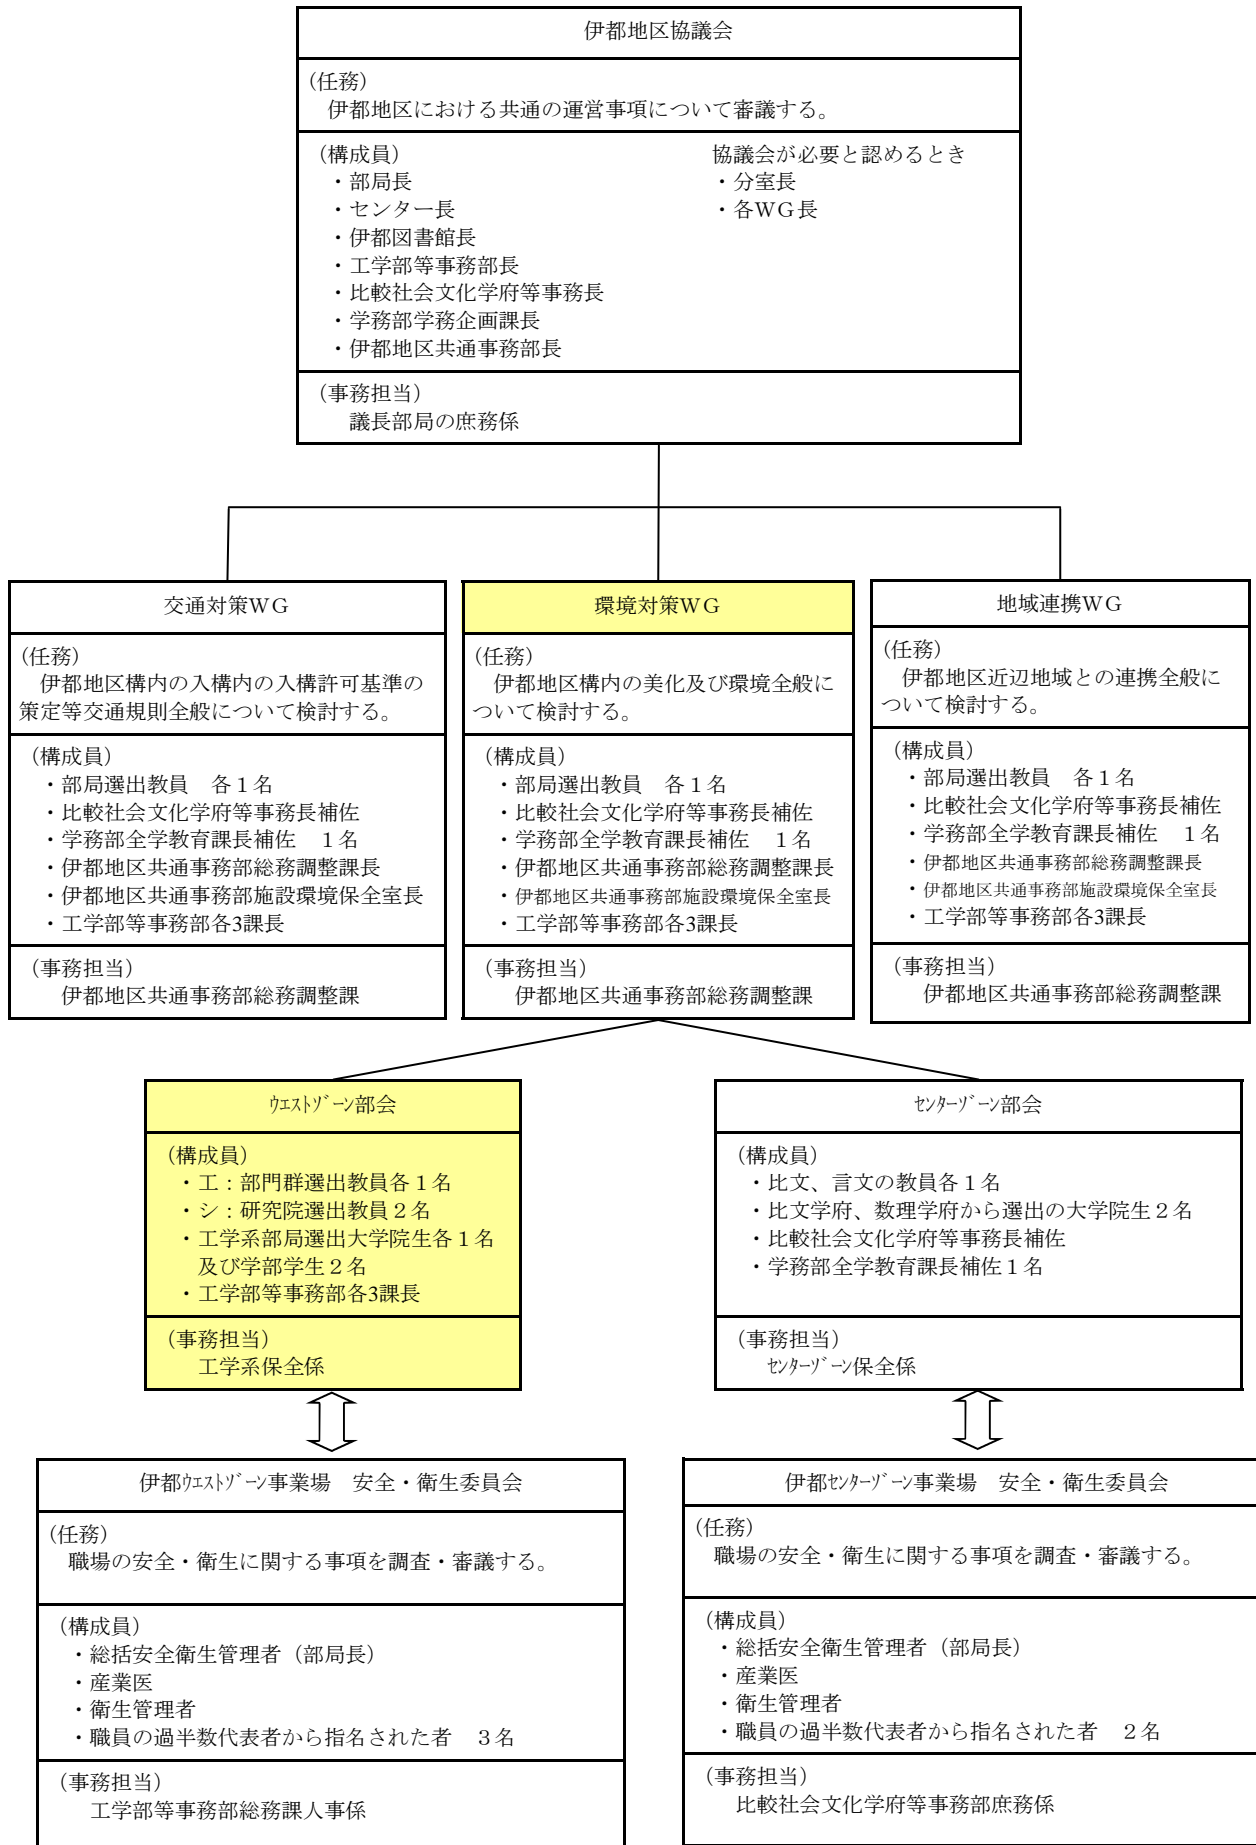 伊都地区協議会
（任務）
伊都地区における共通の運営事項について審議する。
（構成員）
・部局長
・センター長
・伊都図書館長
・工学部等事務部長
・比較社会文化学府等事務長
・学務部学務企画課長
・伊都地区共通事務部長
協議会が必要と認めるとき
・分室長
・各ＷＧ長
（事務担当）
議長部局の庶務係
交通対策ＷＧ
（任務）
伊都地区構内の入構内の入構許可基準の
策定等交通規則全般について検討する。
（構成員）
・部局選出教員　各１名
・比較社会文化学府等事務長補佐
・学務部全学教育課長補佐　１名
・伊都地区共通事務部総務調整課長
・伊都地区共通事務部施設環境保全室長
・工学部等事務部各3課長
（事務担当）
伊都地区共通事務部総務調整課
環境対策ＷＧ
（任務）
伊都地区構内の美化及び環境全般に
ついて検討する。
（構成員）
・部局選出教員　各１名
・比較社会文化学府等事務長補佐
・学務部全学教育課長補佐　１名
・伊都地区共通事務部総務調整課長
・伊都地区共通事務部施設環境保全室長
・工学部等事務部各3課長
（事務担当）
伊都地区共通事務部総務調整課
地域連携ＷＧ
（任務）
伊都地区近辺地域との連携全般に
ついて検討する。
（構成員）
・部局選出教員　各１名
・比較社会文化学府等事務長補佐
・学務部全学教育課長補佐　１名
・伊都地区共通事務部総務調整課長
・伊都地区共通事務部施設環境保全室長
・工学部等事務部各3課長
（事務担当）
伊都地区共通事務部総務調整課
ｳｴｽﾄｿﾞｰﾝ部会
（構成員）
・工：部門群選出教員各１名
・シ：研究院選出教員２名
・工学系部局選出大学院生各１名
及び学部学生２名
・工学部等事務部各3課長
（事務担当）
工学系保全係
ｾﾝﾀｰｿﾞｰﾝ部会
（構成員）
・比文、言文の教員各１名
・比文学府、数理学府から選出の大学院生２名
・比較社会文化学府等事務長補佐
・学務部全学教育課長補佐１名
（事務担当）
ｾﾝﾀｰｿﾞｰﾝ保全係
伊都ｳｴｽﾄｿﾞｰﾝ事業場　安全・衛生委員会
（任務）
職場の安全・衛生に関する事項を調査・審議する。
（構成員）
・総括安全衛生管理者（部局長）
・産業医
・衛生管理者
・職員の過半数代表者から指名された者　３名
（事務担当）
工学部等事務部総務課人事係
伊都ｾﾝﾀｰｿﾞｰﾝ事業場　安全・衛生委員会
（任務）
職場の安全・衛生に関する事項を調査・審議する。
（構成員）
・総括安全衛生管理者（部局長）
・産業医
・衛生管理者
・職員の過半数代表者から指名された者　２名
（事務担当）
比較社会文化学府等事務部庶務係